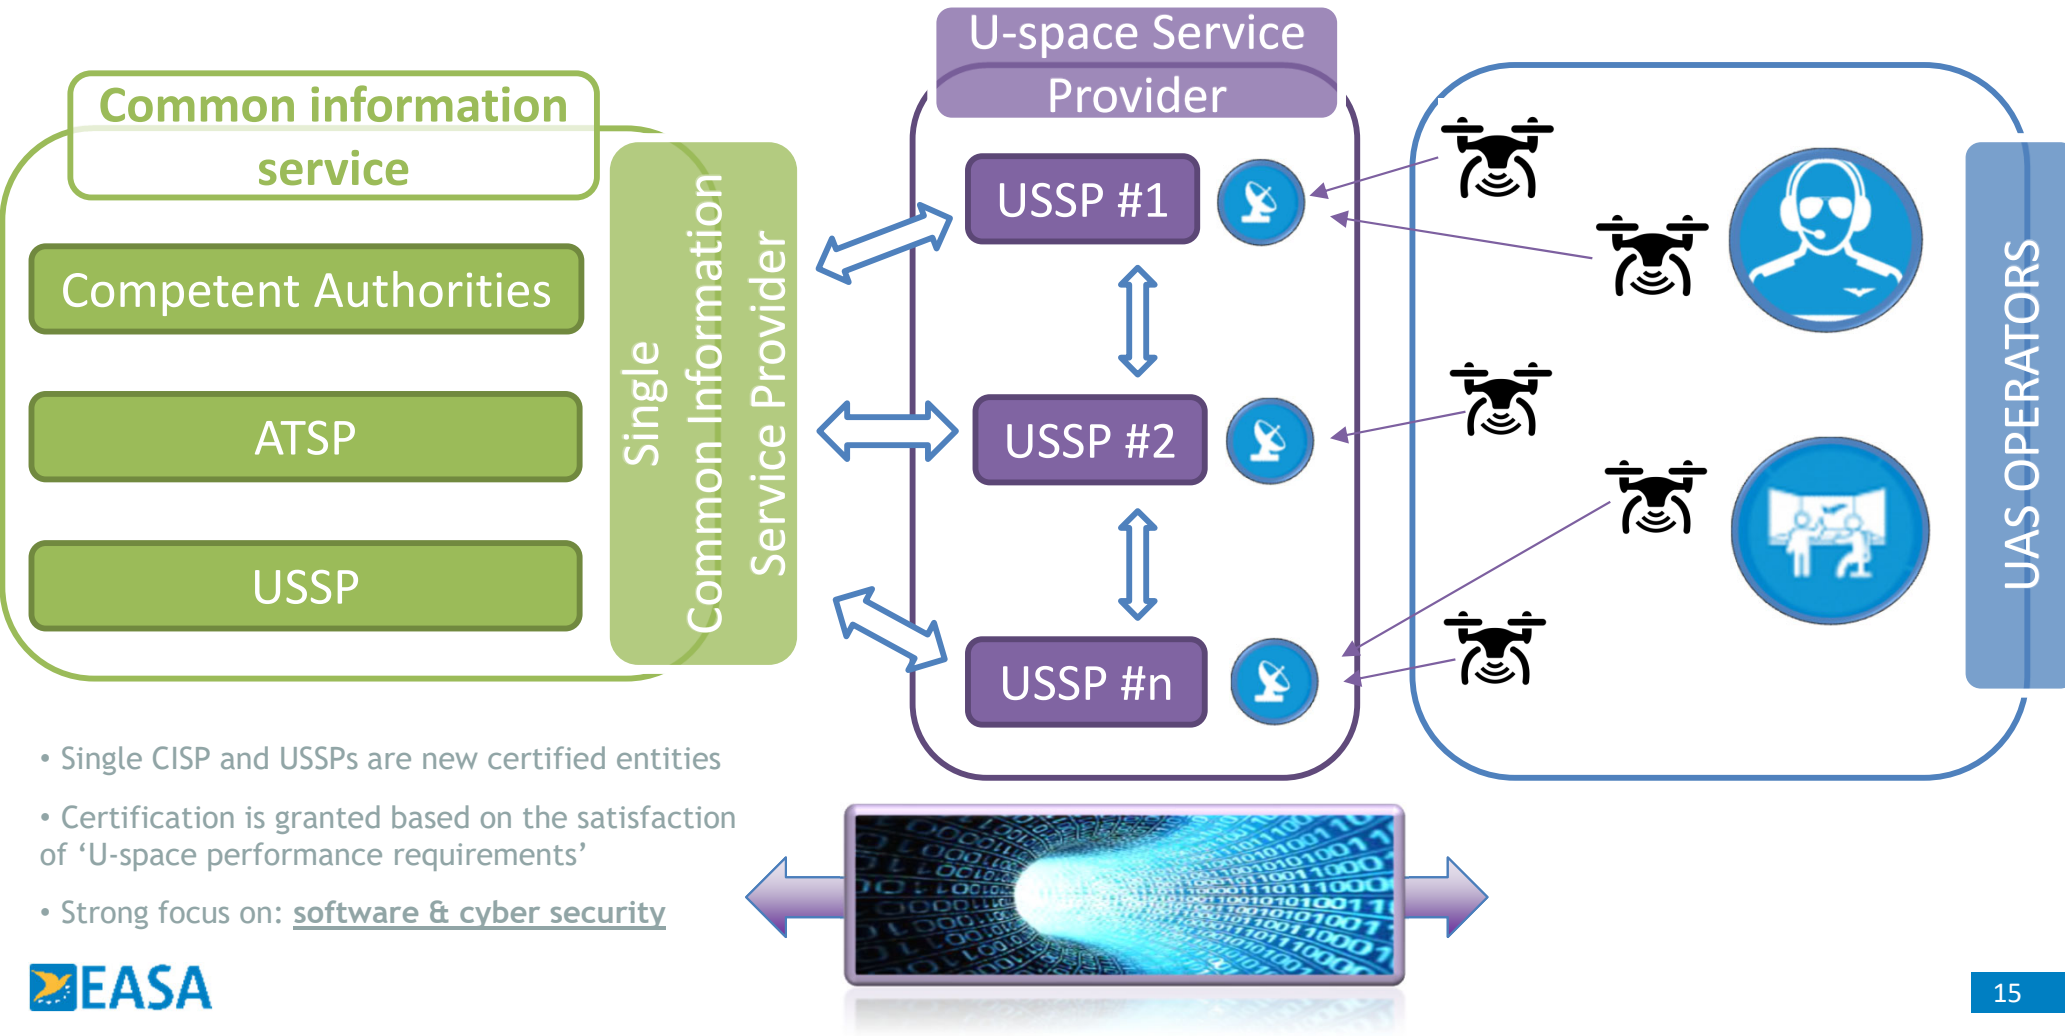 U-space Service
Provider
Common information
service
Competent Authorities
ATSP
USSP
Single
Common Information
Service Provider
USSP #1
USSP #2
USSP #n
UAS OPERATORS
• Single CISP and USSPs are new certified entities
• Certification is granted based on the satisfaction
of ‘U-space performance requirements’
• Strong focus on: software & cyber security
EASA
15